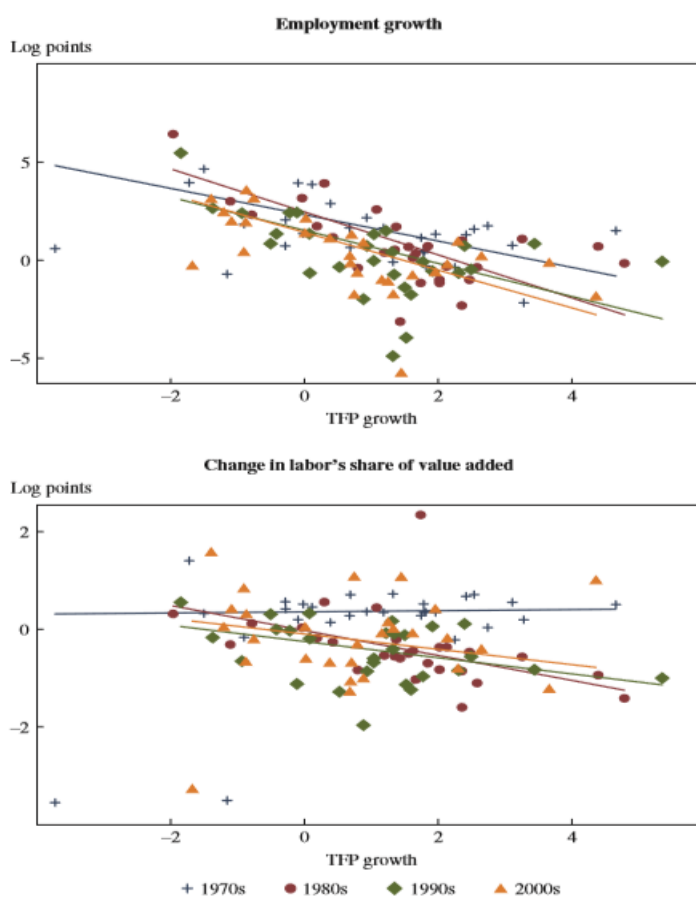 Employment growth
Log points
5
0
−5
−2 0 2 4
TFP growth
Change in labor's share of value added
Log points
2
0
−2
−2 0 2 4
TFP growth
1970s 1980s 1990s 2000s